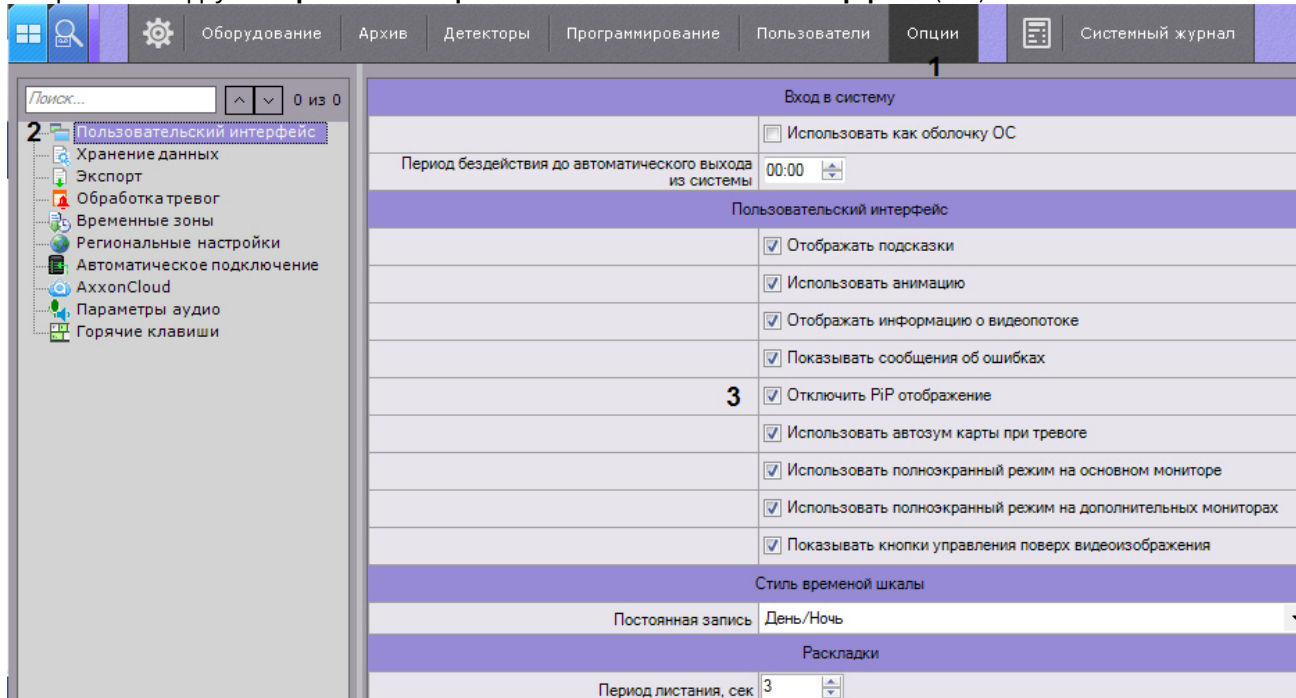 Оборудование Архив Детекторы Программирование Пользователи Опции Системный журнал
1
Поиск... 0 из 0
2 Пользовательский интерфейс
Хранение данных
Экспорт
Обработка тревог
Временные зоны
Региональные настройки
Автоматическое подключение
AxxonCloud
Параметры аудио
Горячие клавиши
Вход в систему
Использовать как оболочку ОС
Период бездействия до автоматического выхода
из системы 00:00
Пользовательский интерфейс
Отображать подсказки
Использовать анимацию
Отображать информацию о видеопотоке
Показывать сообщения об ошибках
3 Отключить PiP отображение
Использовать автозум карты при тревоге
Использовать полноэкранный режим на основном мониторе
Использовать полноэкранный режим на дополнительных мониторах
Показывать кнопки управления поверх видеоизображения
Стиль временой шкалы
Постоянная запись День/Ночь
Раскладки
Период листания, сек 3